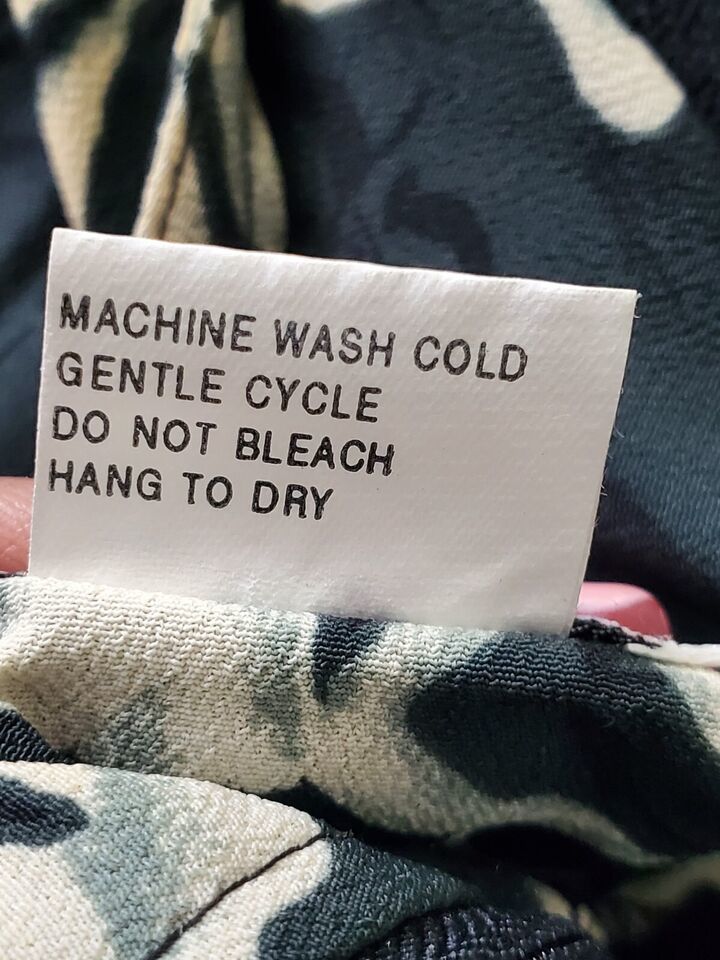 MACHINE WASH COLD
GENTLE CYCLE
DO NOT BLEACH
HANG TO DRY